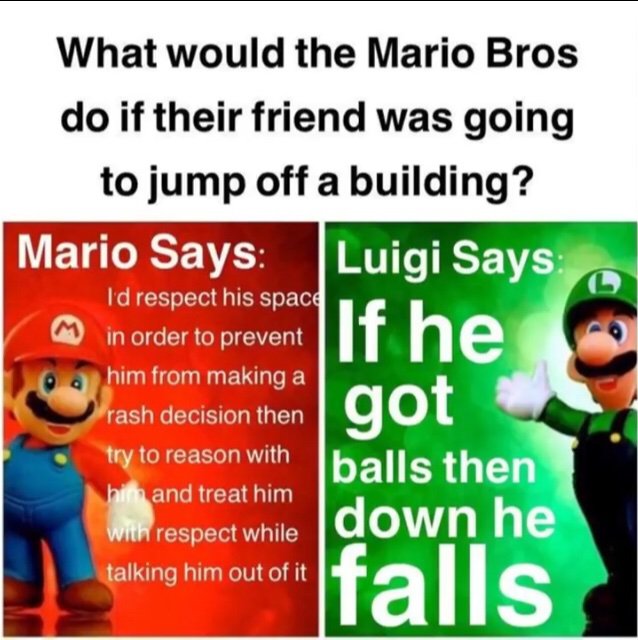 What would the Mario Bros
do if their friend was going
to jump off a building?
Mario Says:
I'd respect his space
in order to prevent
him from making a
rash decision then
try to reason with
him and treat him
with respect while
talking him out of it
M
Luigi Says:
If he
got
balls then
down he
falls
L